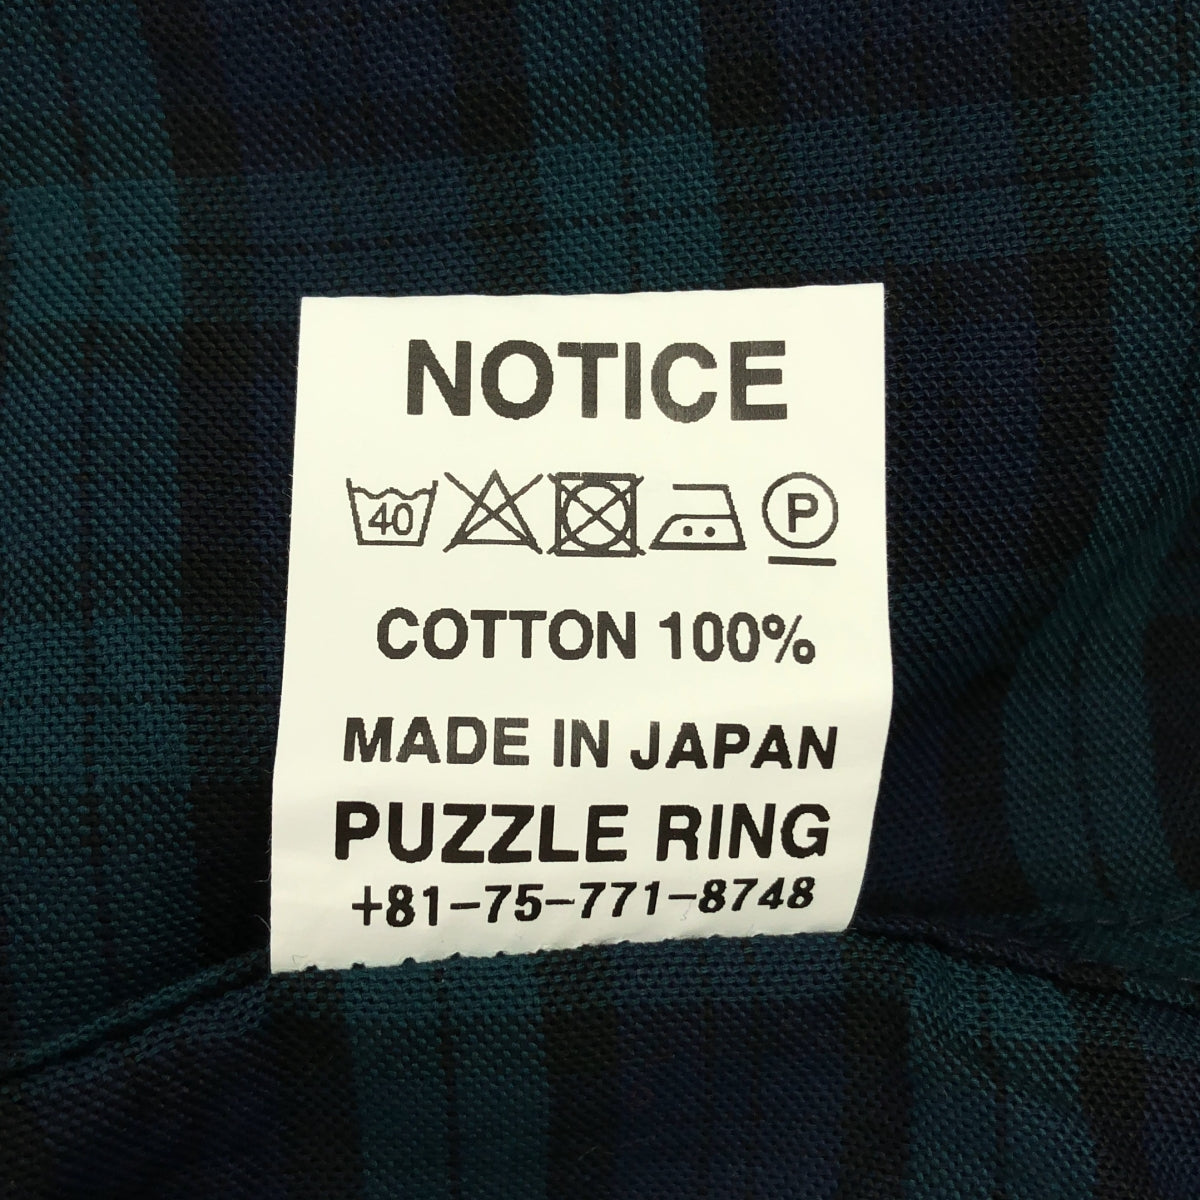 NOTICE
40 P
COTTON 100%
MADE IN JAPAN
PUZZLE RING
+81-75-771-8748